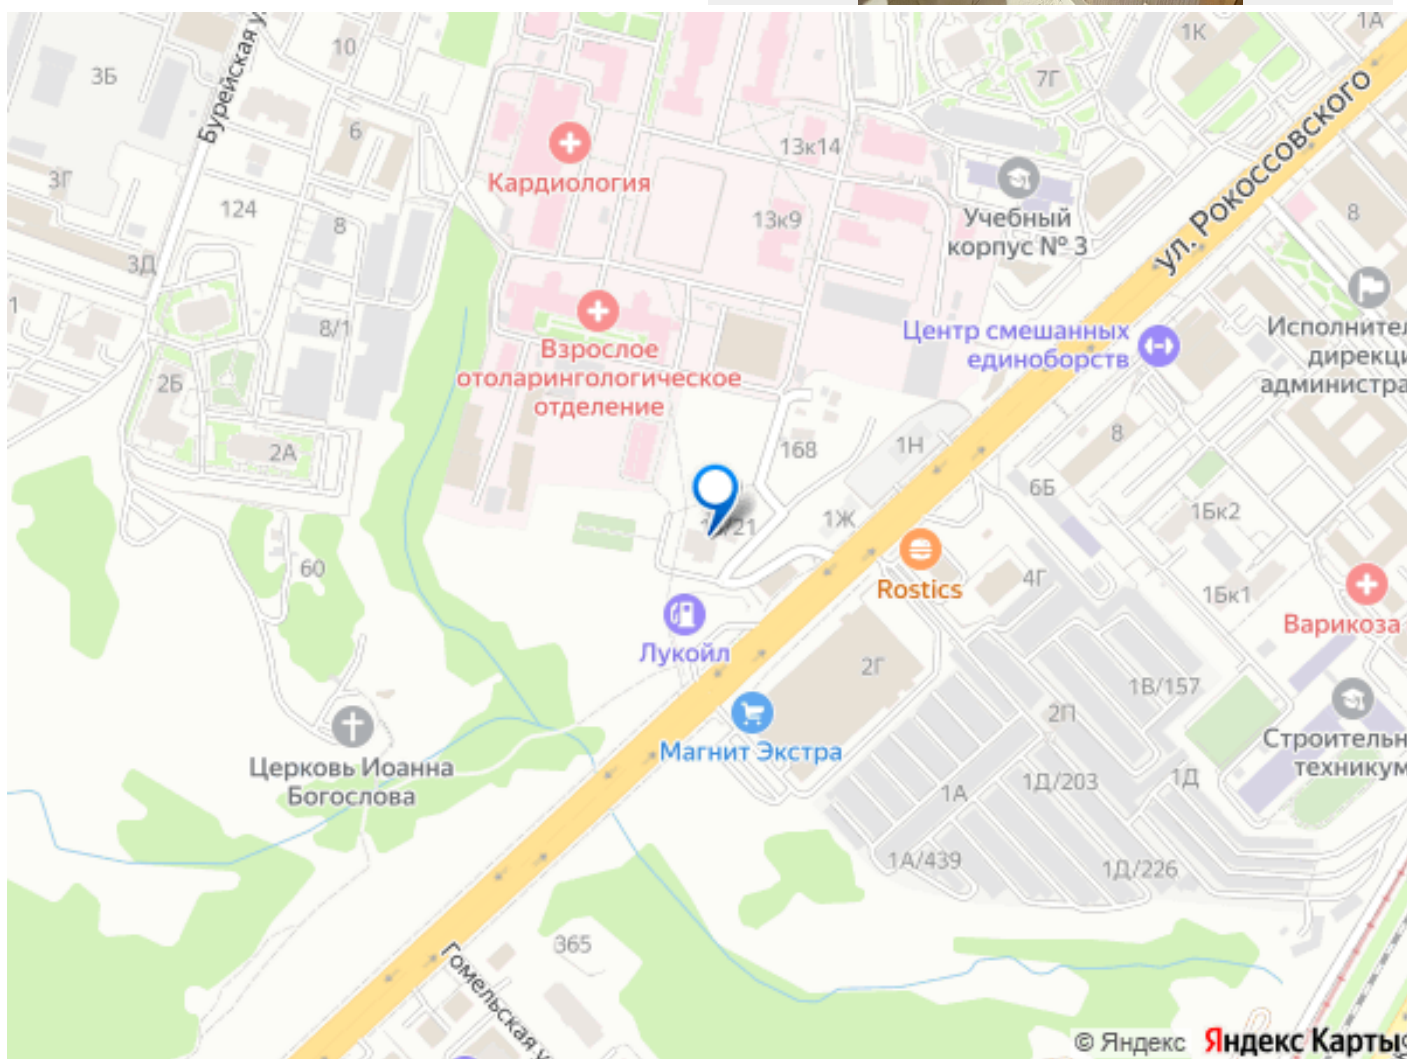 1К
1А
10
3Б
Бурейская у
7Г
ул. Рокоссовского
6
13к14
3Г
Кардиология
124
8
13к9
Учебный
корпус № 3
8
3Д
1
8/1
Взрослое
отоларингологическое
отделение
Центр смешанных
единоборств
Исполнител
дирекци
администра
2Б
2А
168
1Н
8
6Б
/21
1Ж
1Бк2
60
Rostics
4Г
1Бк1
Варикоза
Лукойл
2Г
1В/157
2П
Магнит Экстра
Строительн
техникум
Церковь Иоанна
Богослова
1А
1Д/203
1Д
1А/439
1Д/226
365
Гомельская у
© Яндекс Яндекс Карты